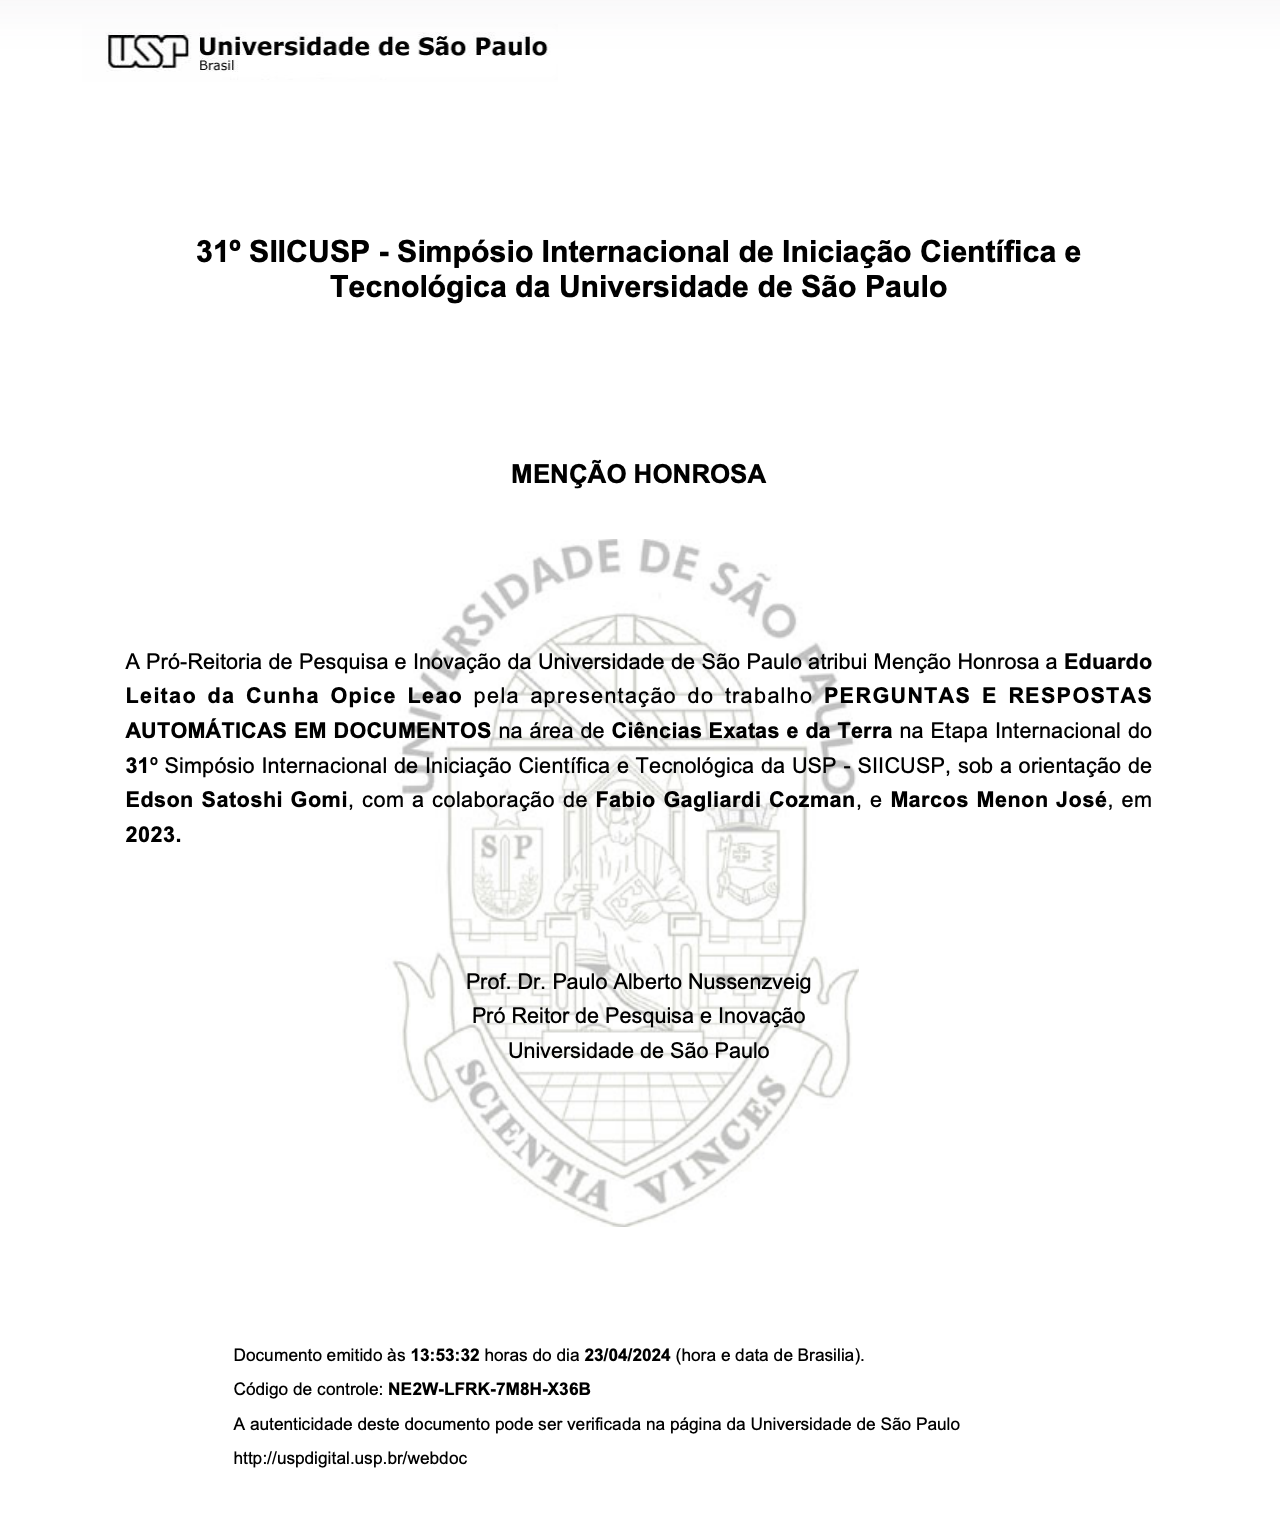 USP Universidade de São Paulo
Brasil
31º SIICUSP - Simpósio Internacional de Iniciação Científica e
Tecnológica da Universidade de São Paulo
MENÇÃO HONROSA
UNIVERSIDADE DE SÃO PAULO
A Pró-Reitoria de Pesquisa e Inovação da Universidade de São Paulo atribui Menção Honrosa a Eduardo
Leitao da Cunha Opice Leao pela apresentação do trabalho PERGUNTAS E RESPOSTAS
AUTOMÁTICAS EM DOCUMENTOS na área de Ciências Exatas e da Terra na Etapa Internacional do
31º Simpósio Internacional de Iniciação Científica e Tecnológica da USP - SIICUSP, sob a orientação de
Edson Satoshi Gomi, com a colaboração de Fabio Gagliardi Cozman, e Marcos Menon José, em
2023.
S P
Prof. Dr. Paulo Alberto Nussenzveig
Pró Reitor de Pesquisa e Inovação
Universidade de São Paulo
SCIENTIA VINCES
Documento emitido às 13:53:32 horas do dia 23/04/2024 (hora e data de Brasilia).
Código de controle: NE2W-LFRK-7M8H-X36B
A autenticidade deste documento pode ser verificada na página da Universidade de São Paulo
http://uspdigital.usp.br/webdoc